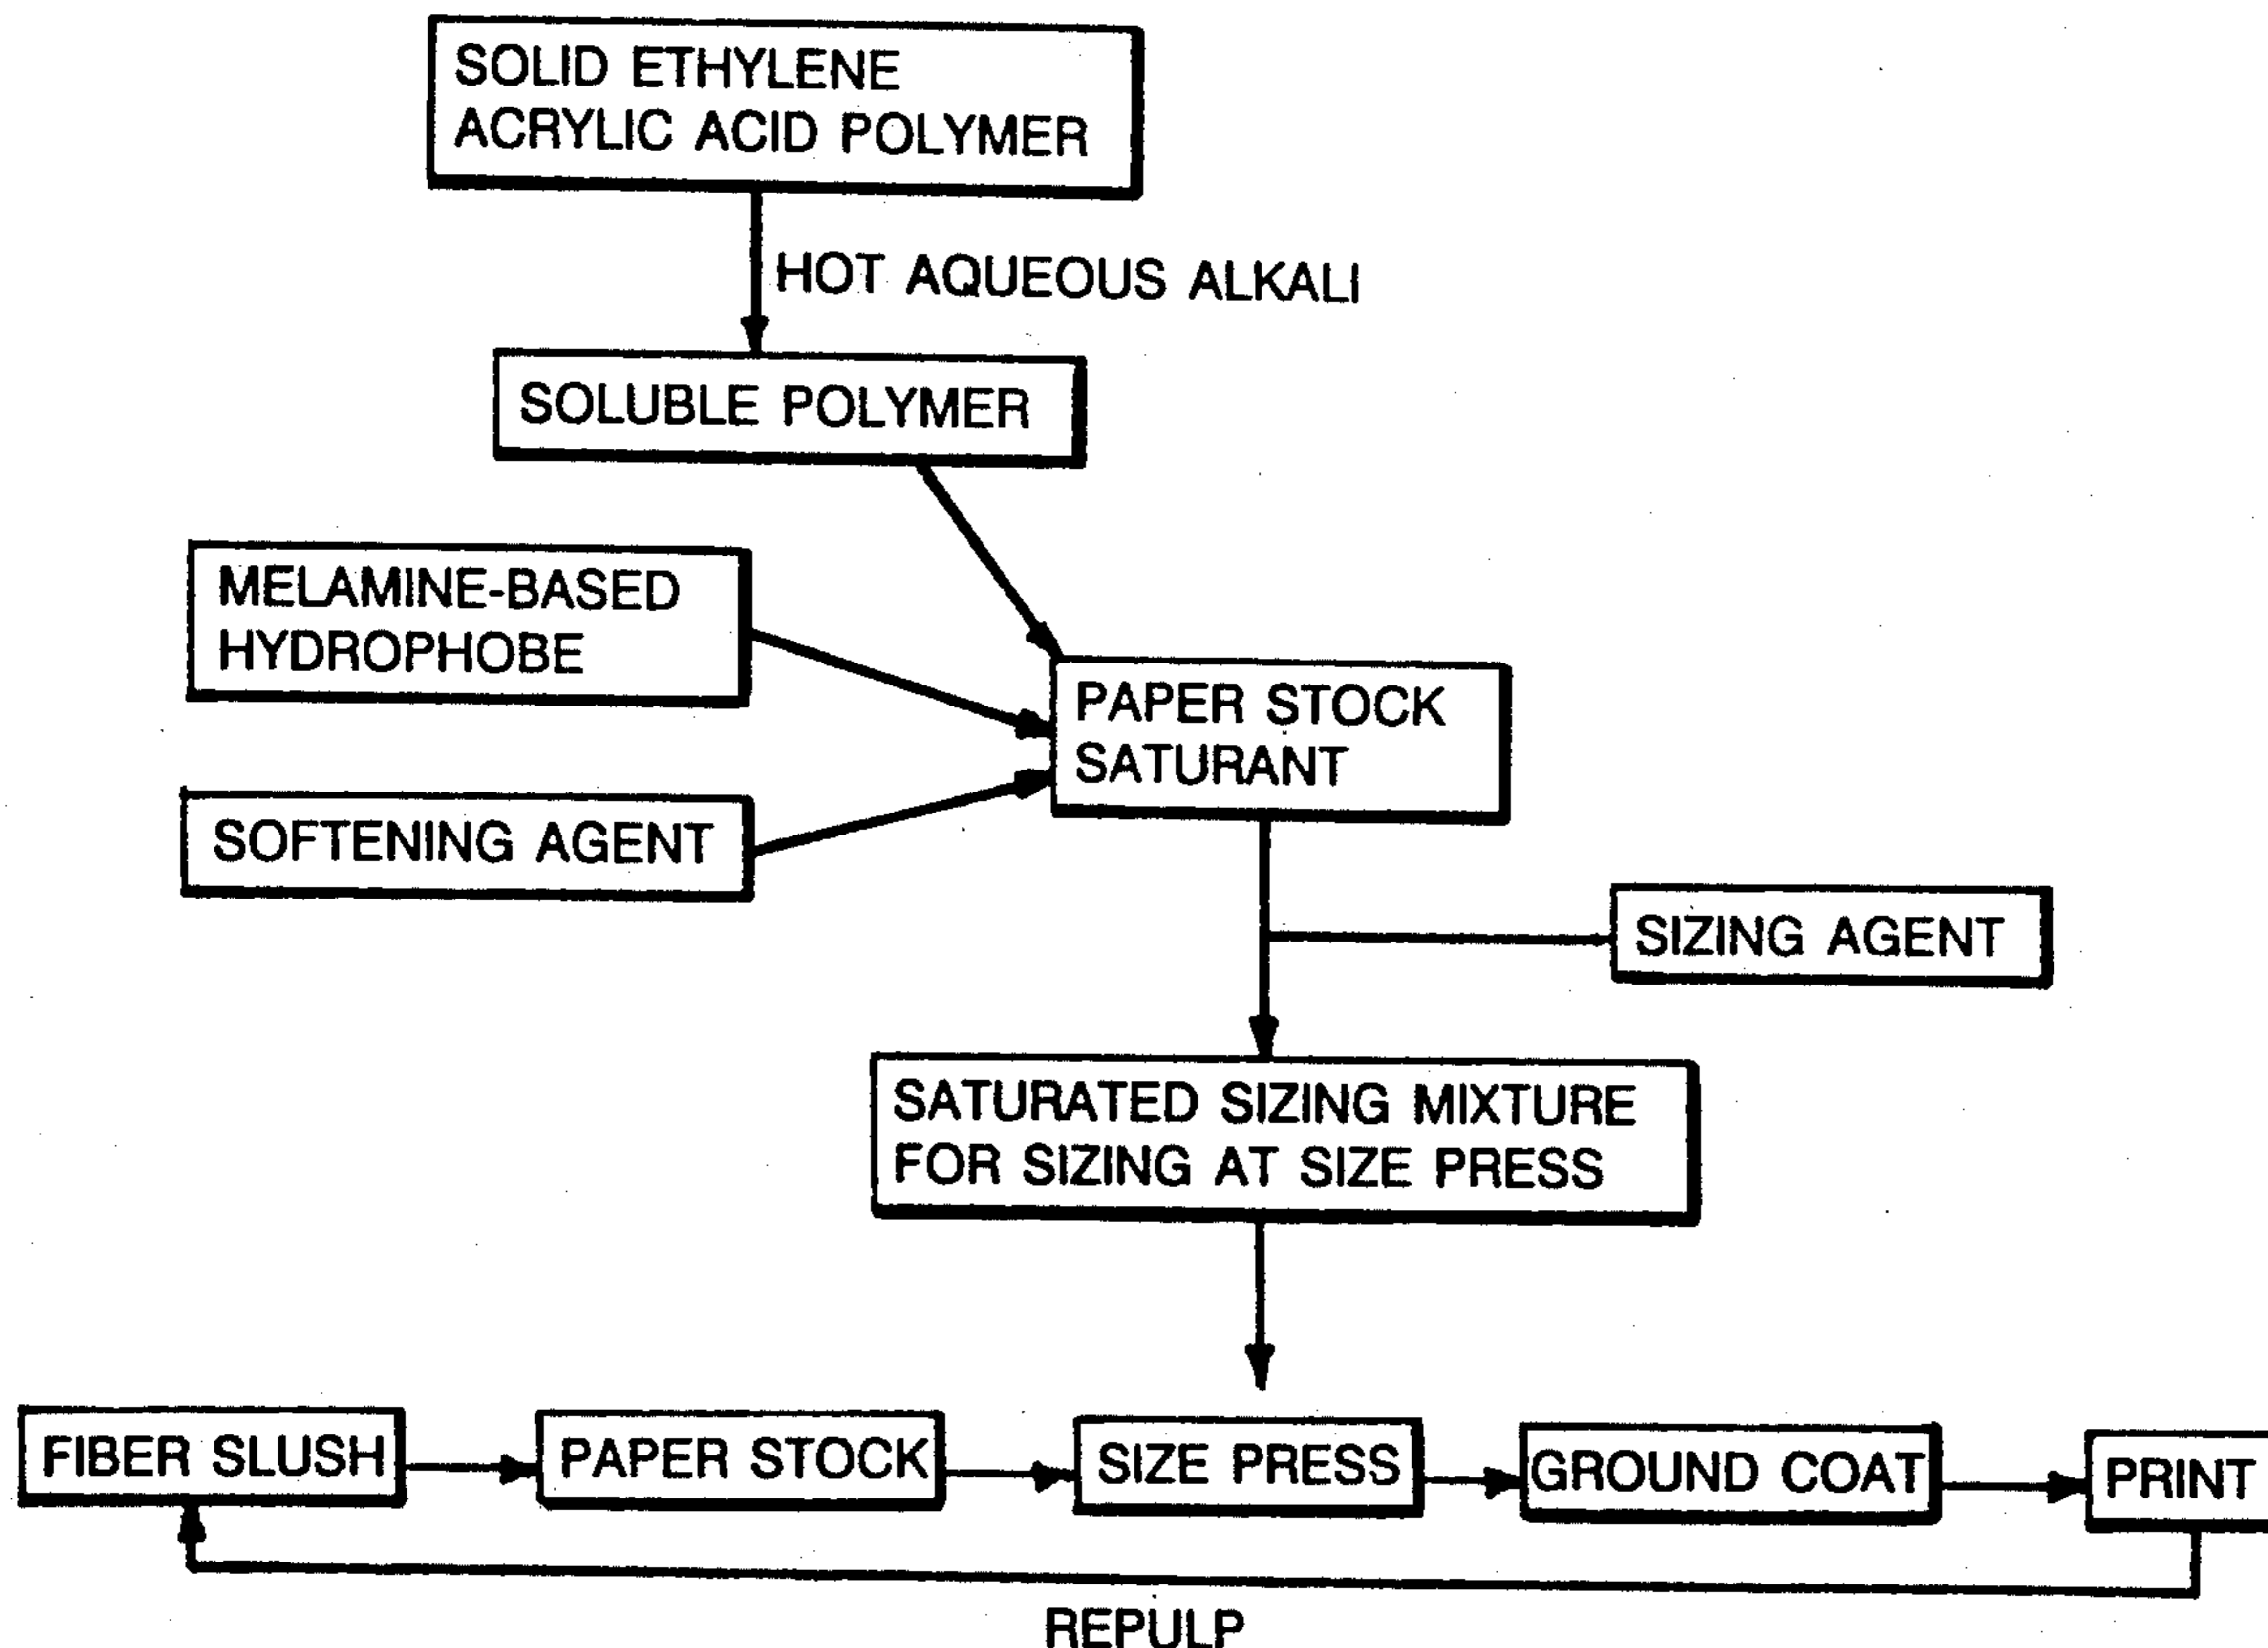 SOLID ETHYLENE
ACRYLIC ACID POLYMER
HOT AQUEOUS ALKALI
SOLUBLE POLYMER
MELAMINE-BASED
HYDROPHOBE
PAPER STOCK
SATURANT
SOFTENING AGENT
SIZING AGENT
SATURATED SIZING MIXTURE
FOR SIZING AT SIZE PRESS
FIBER SLUSH
PAPER STOCK
SIZE PRESS
GROUND COAT
PRINT
REPULP